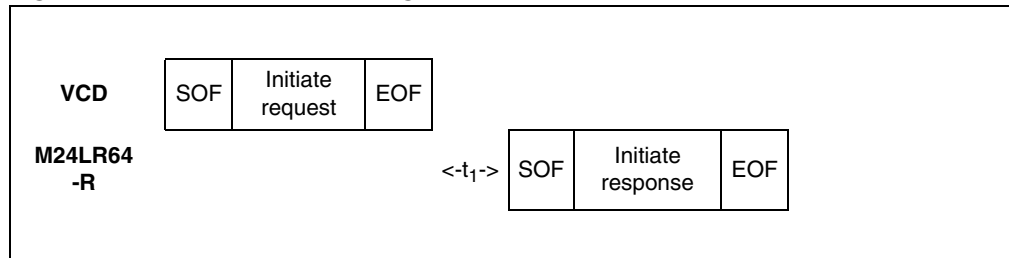 VCD SOF Initiate request EOF
M24LR64
-R
<-t1-> SOF Initiate response EOF